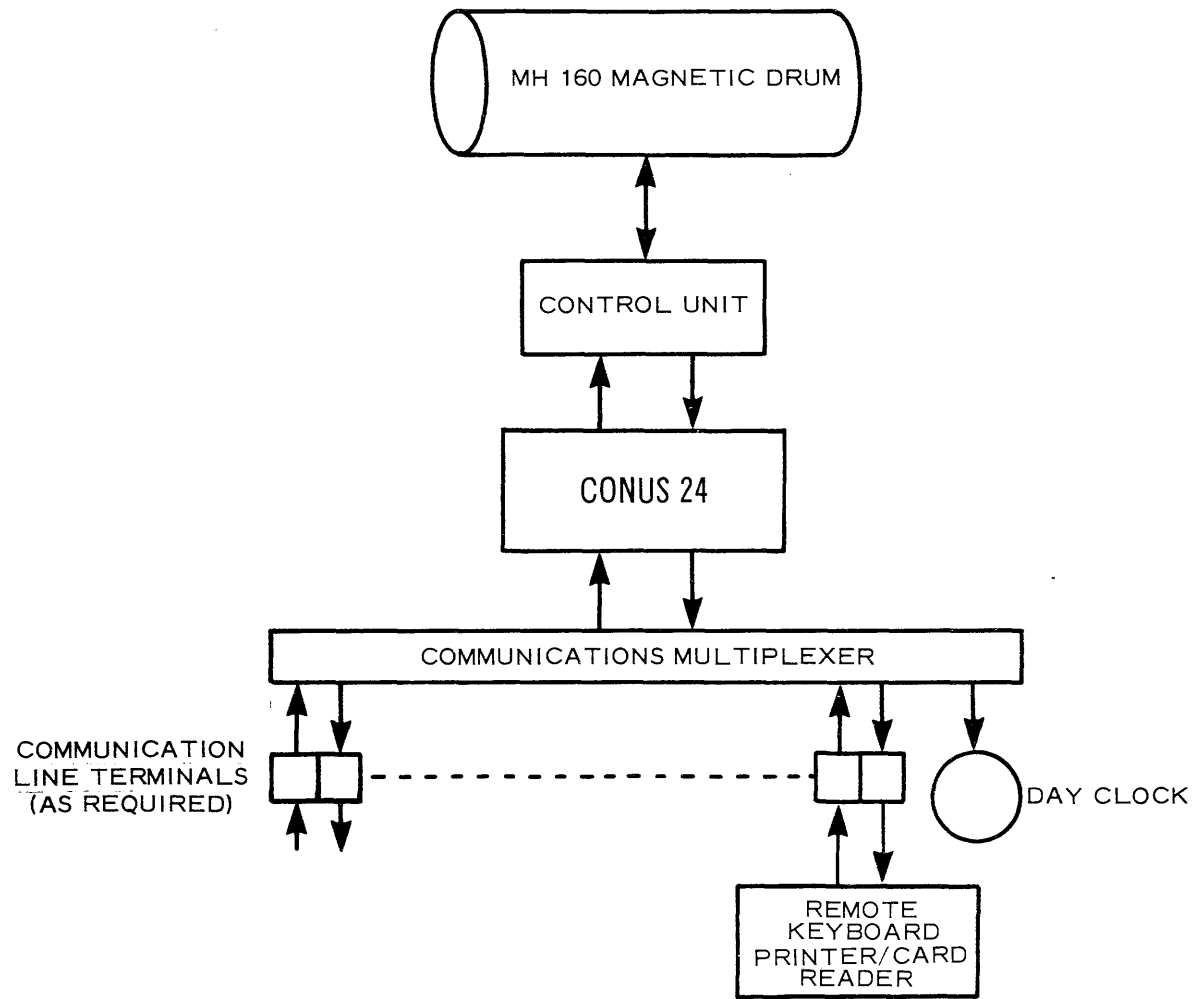 MH 160 MAGNETIC DRUM
CONTROL UNIT
CONUS 24
COMMUNICATIONS MULTIPLEXER
COMMUNICATION
LINE TERMINALS
(AS REQUIRED)
DAY CLOCK
REMOTE
KEYBOARD
PRINTER/CARD
READER